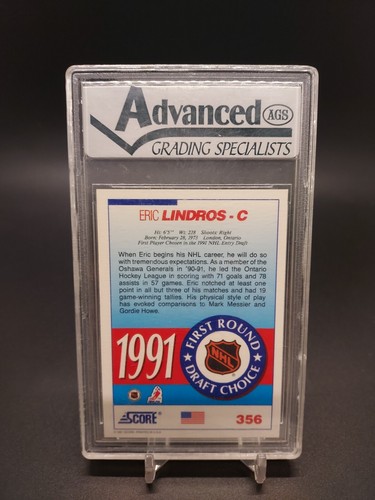 Advanced AGS
GRADING SPECIALISTS
ERIC LINDROS - C
Ht: 6'5" Wt: 228 Shoots: Right
Born: February 28, 1973 London, Ontario
First Player Chosen in the 1991 NHL Entry Draft
When Eric begins his NHL career, he will do so
with tremendous expectations. As a member of the
Oshawa Generals in '90-91, he led the Ontario
Hockey League in scoring with 71 goals and 78
assists in 57 games. Eric notched at least one
point in all but three of his matches and had 19
game-winning tallies. His physical style of play
has evoked comparisons to Mark Messier and
Gordie Howe.
1991
FIRST ROUND
NHL
DRAFT CHOICE
SCORE
356